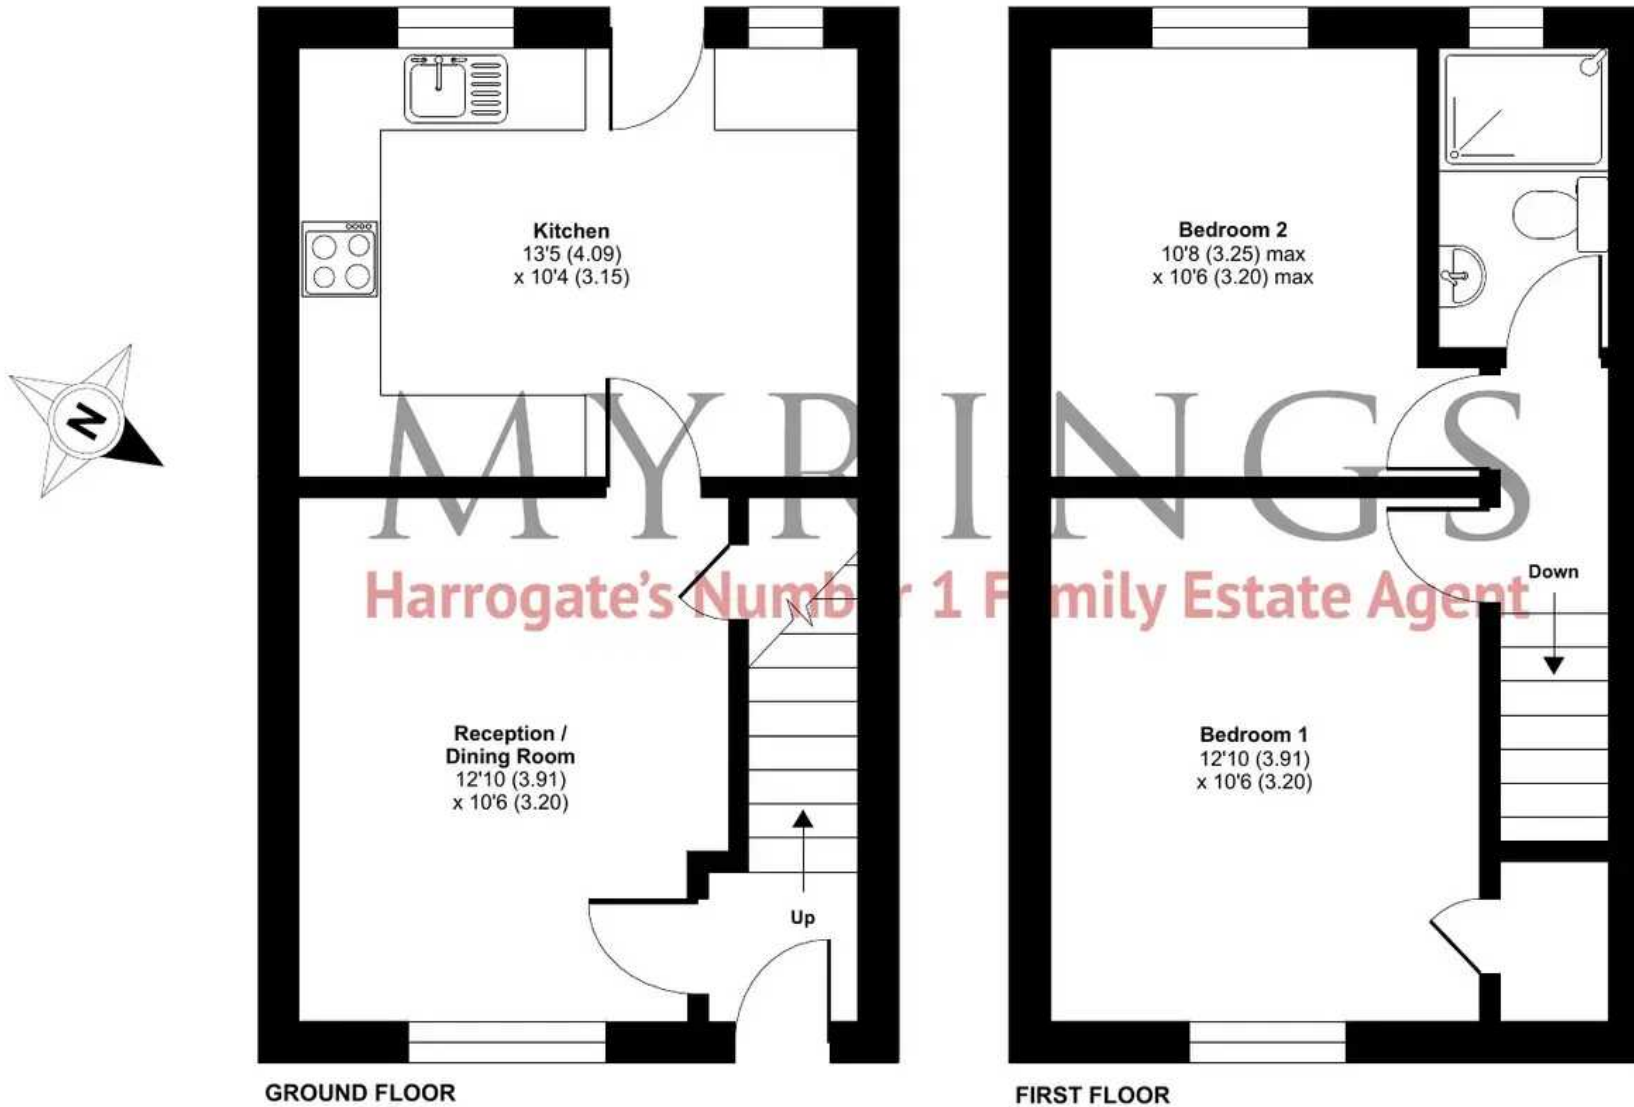 Kitchen
13'5 (4.09)
x 10'4 (3.15)
Bedroom 2
10'8 (3.25) max
x 10'6 (3.20) max
N
MYRINGS
Harrogate's Number 1 Family Estate Agent
Down
Reception /
Dining Room
12'10 (3.91)
x 10'6 (3.20)
Bedroom 1
12'10 (3.91)
x 10'6 (3.20)
Up
GROUND FLOOR
FIRST FLOOR